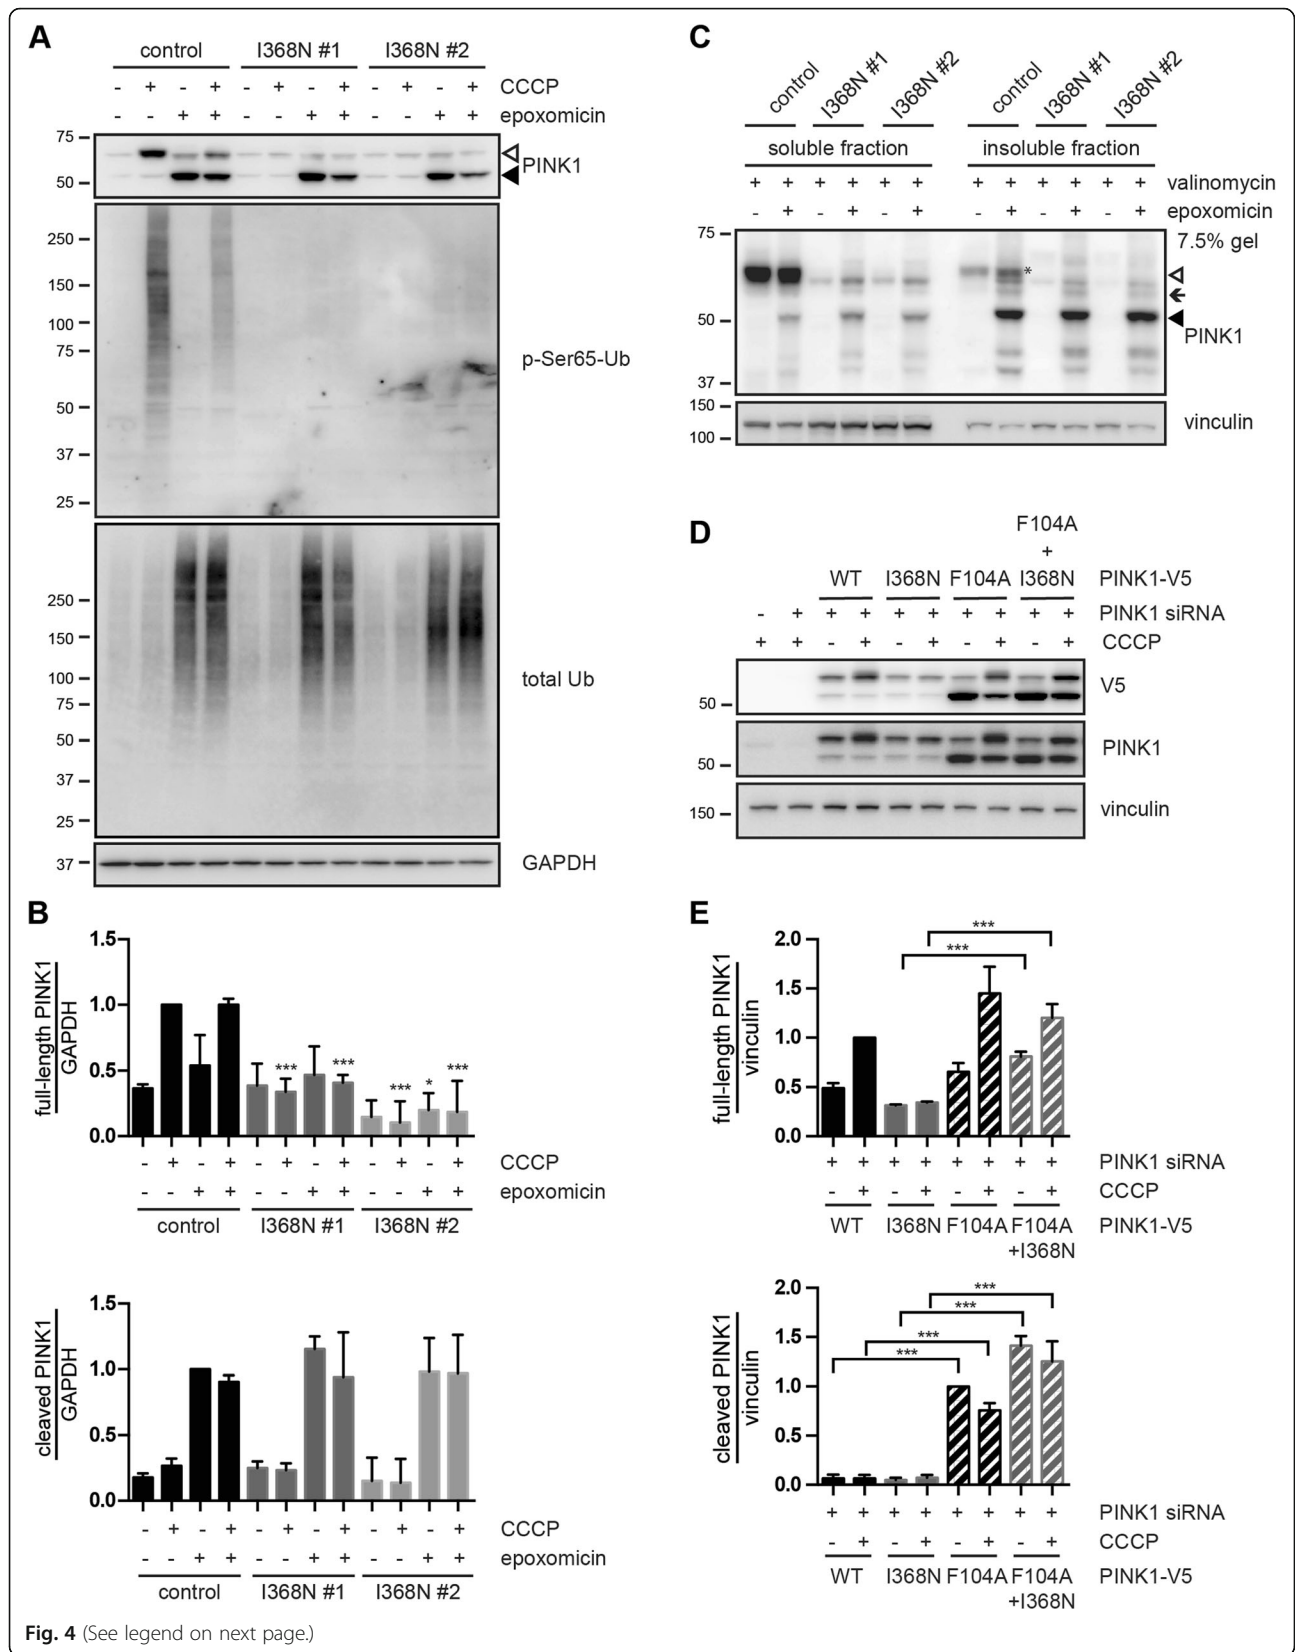 A
control I368N #1 I368N #2
- + - + - + - + - + - + CCCP
- - + + - - + + - - + + epoxomicin
75
50
PINK1
250
150
100
75
50
37
25
p-Ser65-Ub
250
150
100
75
50
37
25
total Ub
37
GAPDH
B
full-length PINK1
GAPDH
1.5
1.0
0.5
0.0
*** *** *** * ***
- + - + - + - + - + - + CCCP
- - + + - - + + - - + + epoxomicin
control I368N #1 I368N #2
cleaved PINK1
GAPDH
1.5
1.0
0.5
0.0
- + - + - + - + - + - + CCCP
- - + + - - + + - - + + epoxomicin
control I368N #1 I368N #2
C
control I368N #1 I368N #2 control I368N #1 I368N #2
soluble fraction insoluble fraction
+ + + + + + + + + + + + valinomycin
- + - + - + - + - + - + epoxomicin
7.5% gel
75
50
37
*
PINK1
150
100
vinculin
D
F104A
+
WT I368N F104A I368N PINK1-V5
- + + + + + + + + + PINK1 siRNA
+ + - + - + - + - + CCCP
50
V5
50
PINK1
150
vinculin
E
full-length PINK1
vinculin
2.0
1.5
1.0
0.5
0.0
***
***
+ + + + + + + + PINK1 siRNA
- + - + - + - + CCCP
WT I368N F104A F104A PINK1-V5
+I368N
cleaved PINK1
vinculin
2.0
1.5
1.0
0.5
0.0
***
***
***
***
+ + + + + + + + PINK1 siRNA
- + - + - + - + CCCP
WT I368N F104A F104A PINK1-V5
+I368N
Fig. 4 (See legend on next page.)